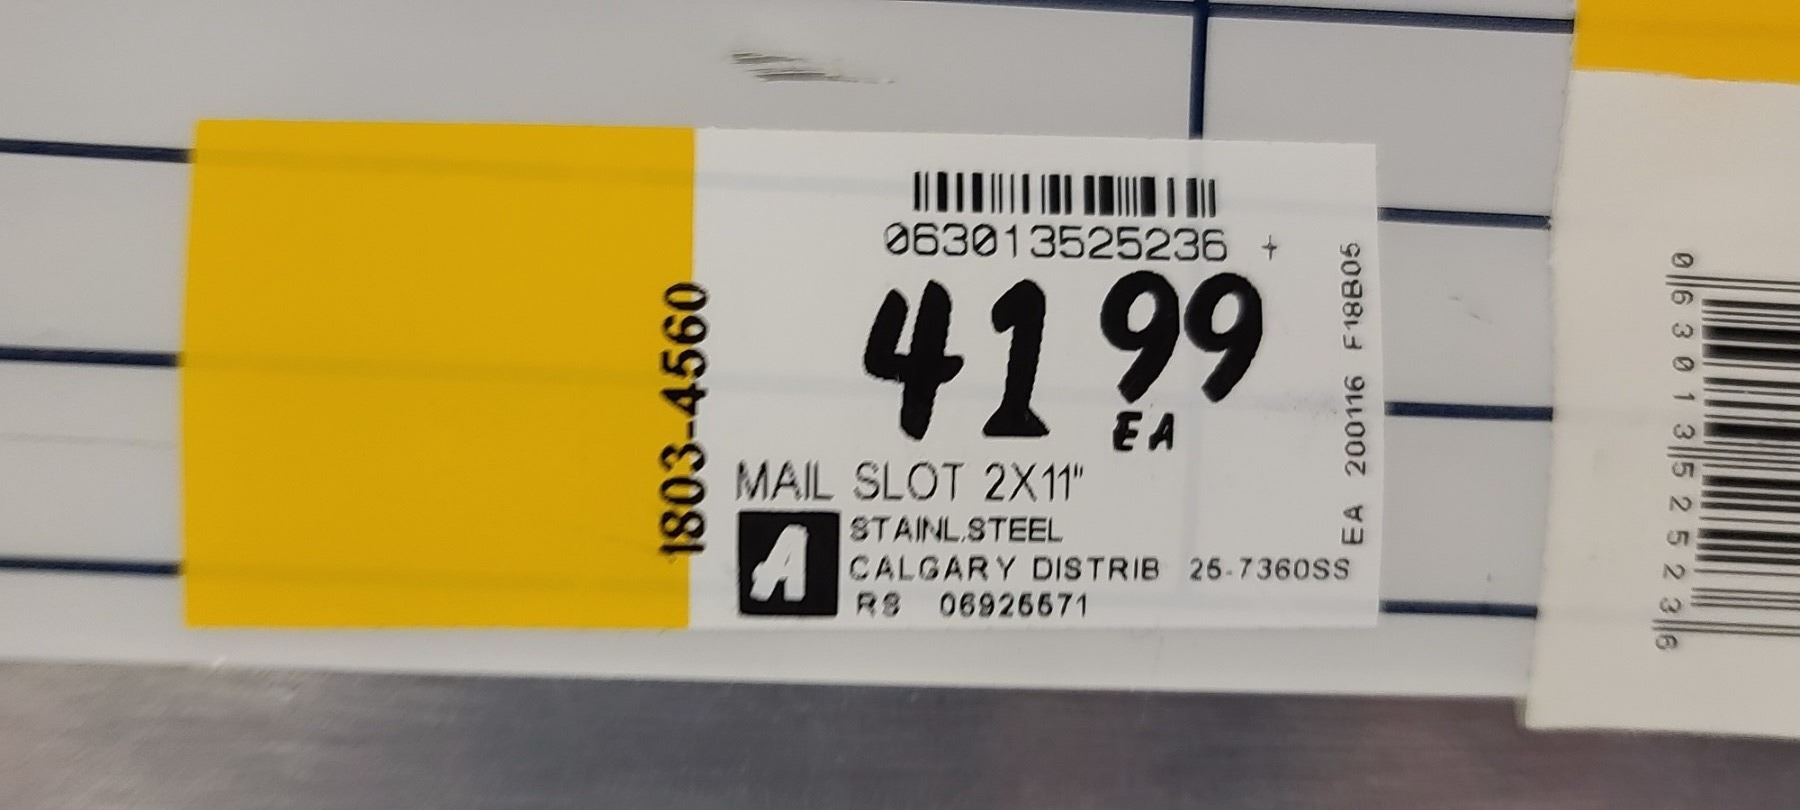 063013525236 +
1803-4560
41 99
EA
MAIL SLOT 2X11"
A
STAINL.STEEL
CALGARY DISTRIB 25-7360SS
RS 06925571
EA 200116 F18B05
0 63013 52523 6